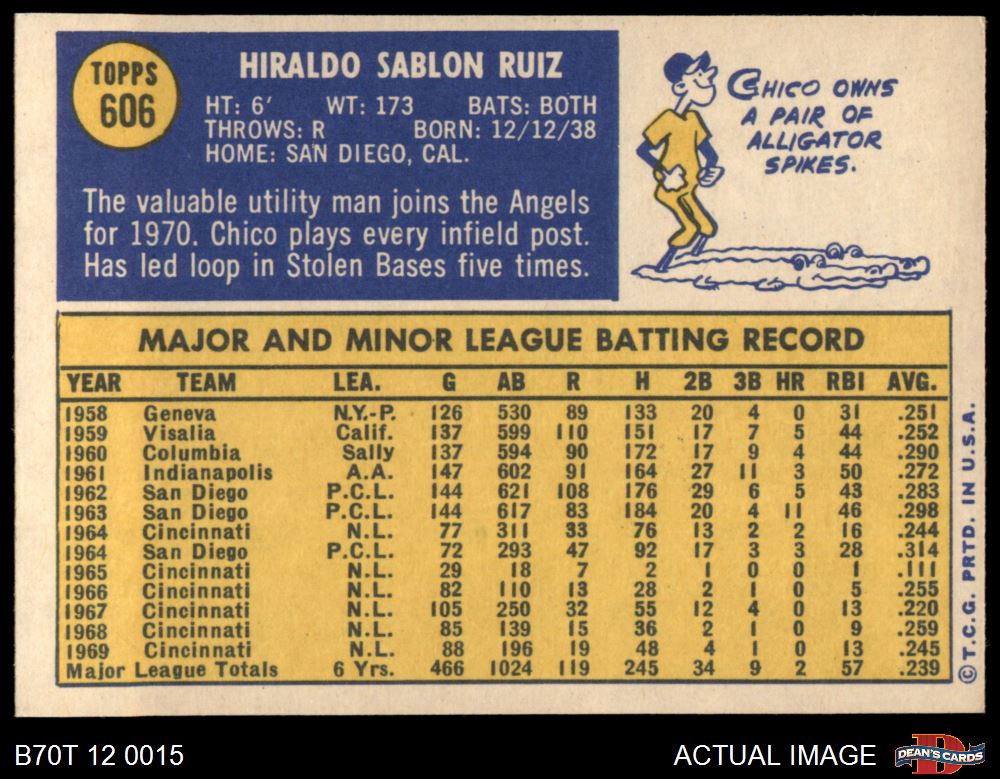 TOPPS
606
HIRALDO SABLON RUIZ
HT: 6' WT: 173 BATS: BOTH
THROWS: R BORN: 12/12/38
HOME: SAN DIEGO, CAL.
The valuable utility man joins the Angels
for 1970. Chico plays every infield post.
Has led loop in Stolen Bases five times.
CHICO OWNS
A PAIR OF
ALLIGATOR
SPIKES.
MAJOR AND MINOR LEAGUE BATTING RECORD
YEAR TEAM LEA. G AB R H 2B 3B HR RBI AVG.
1958 Geneva N.Y.-P. 126 530 89 133 20 4 0 31 .251
1959 Visalia Calif. 137 599 110 151 17 7 5 44 .252
1960 Columbia Sally 137 594 90 172 17 9 4 44 .290
1961 Indianapolis A.A. 147 602 91 164 27 11 3 50 .272
1962 San Diego P.C.L. 144 621 108 176 29 6 5 43 .283
1963 San Diego P.C.L. 144 617 83 184 20 4 11 46 .298
1964 Cincinnati N.L. 77 311 33 76 13 2 2 16 .244
1964 San Diego P.C.L. 72 293 47 92 17 3 3 28 .314
1965 Cincinnati N.L. 29 18 7 2 1 0 0 1 .111
1966 Cincinnati N.L. 82 110 13 28 2 1 0 5 .255
1967 Cincinnati N.L. 105 250 32 55 12 4 0 13 .220
1968 Cincinnati N.L. 85 139 15 36 2 1 0 9 .259
1969 Cincinnati N.L. 88 196 19 48 4 1 0 13 .245
Major League Totals 6 Yrs. 466 1024 119 245 34 9 2 57 .239
© T.C.G. PRTD. IN U.S.A.
B70T 12 0015 ACTUAL IMAGE
D
DEAN'S CARDS